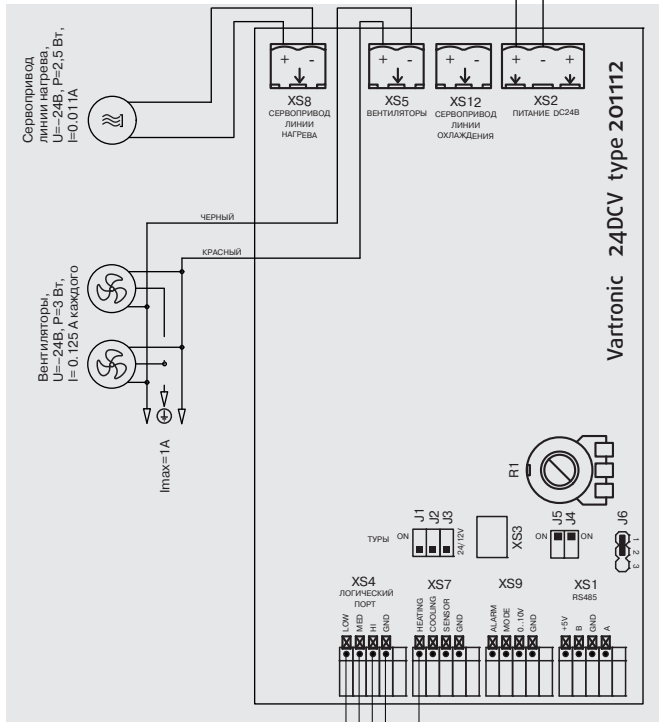 Сервопривод
линии нагрева,
U=−24В, P=2,5 Вт,
I=0.011А
+ -
XS8
СЕРВОПРИВОД
ЛИНИИ
НАГРЕВА
+ -
XS5
ВЕНТИЛЯТОРЫ
+ -
XS12
СЕРВОПРИВОД
ЛИНИИ
ОХЛАЖДЕНИЯ
+ - +
XS2
ПИТАНИЕ DC24В
Vartronic 24DCV type 201112
ЧЕРНЫЙ
КРАСНЫЙ
Вентиляторы,
U=−24В, P=3 Вт,
I= 0.125 А каждого
Imax=1A
R1
ТУРЫ
ON
J1
J2
J3
24/12V
XS3
ON
J5
J4
ON
J6
1
2
3
XS4
ЛОГИЧЕСКИЙ
ПОРТ
LOW
MED
HI
GND
XS7
HEATING
COOLING
SENSOR
GND
XS9
ALARM
MODE
0..10V
GND
XS1
RS485
+5V
B
GND
A